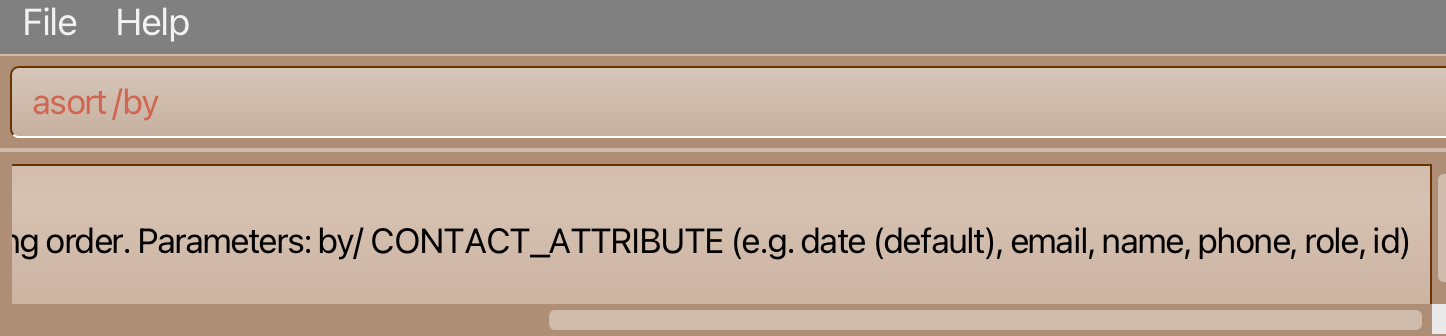 File Help
asort /by
ng order. Parameters: by/ CONTACT_ATTRIBUTE (e.g. date (default), email, name, phone, role, id)